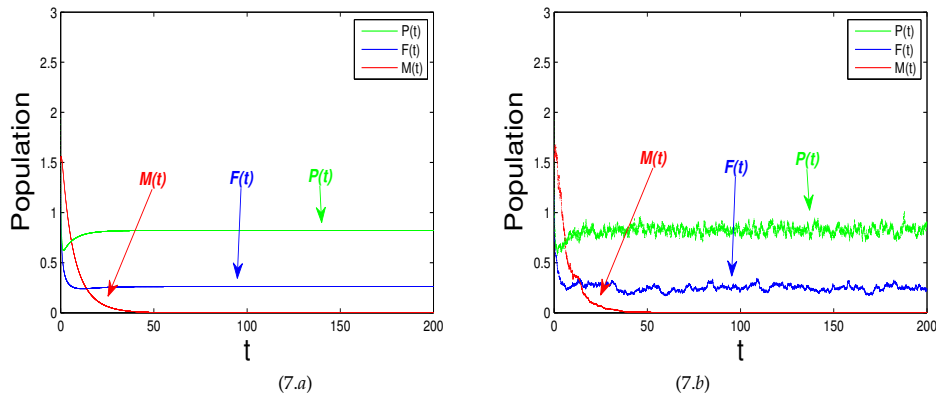 3
2.5
2
1.5
1
0.5
0
0
50
100
150
200
Population
t
P(t)
F(t)
M(t)
M(t)
F(t)
P(t)
(7.a)
3
2.5
2
1.5
1
0.5
0
0
50
100
150
200
Population
t
P(t)
F(t)
M(t)
M(t)
F(t)
P(t)
(7.b)